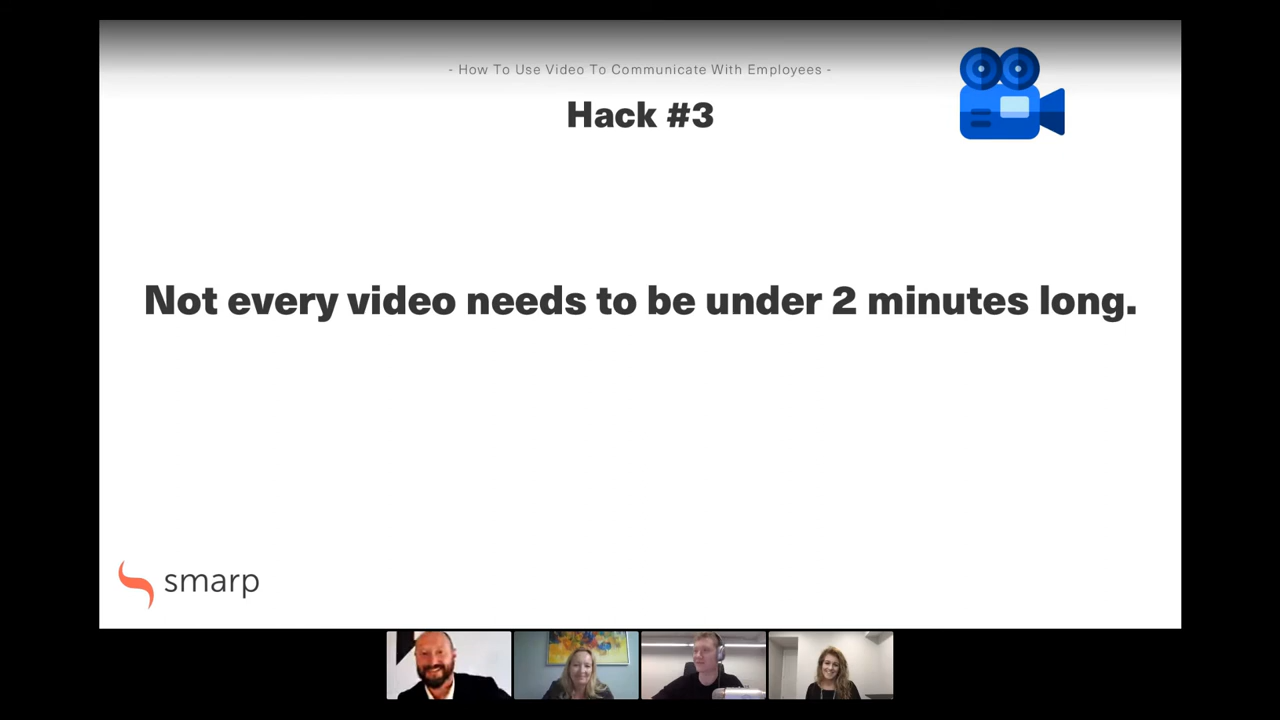 - How To Use Video To Communicate With Employees -
Hack #3
Not every video needs to be under 2 minutes long.
smarp